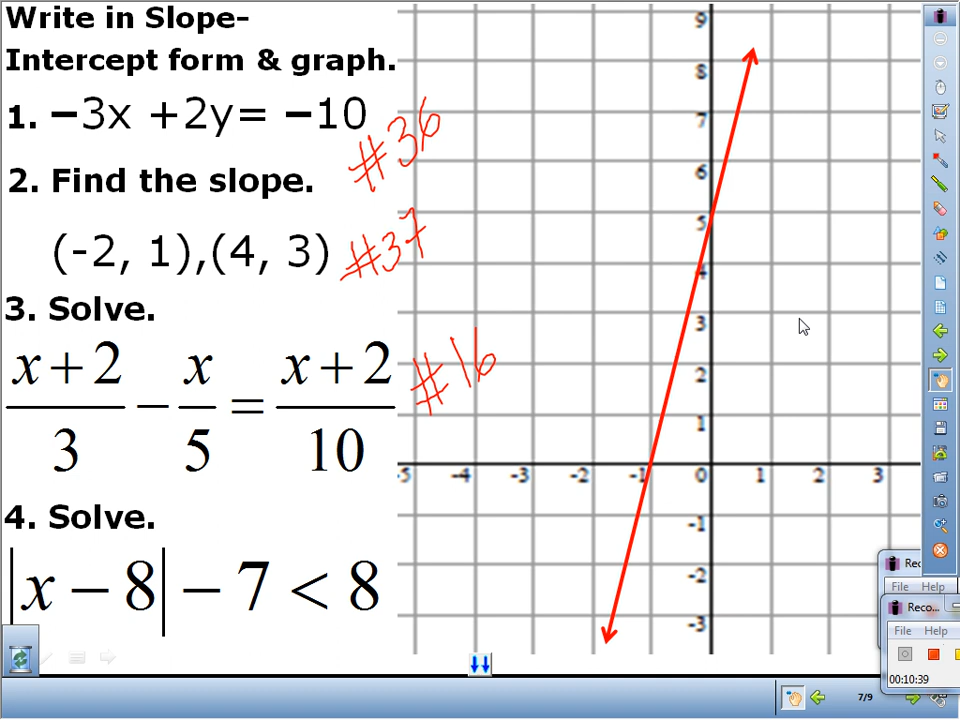 Write in Slope-
Intercept form & graph.
1. −3x +2y= −10
#36
2. Find the slope.
(-2, 1),(4, 3)
#37
3. Solve.
x + 2 / 3 − x / 5 = x + 2 / 10
#16
4. Solve.
|x − 8| − 7 < 8
9
8
7
6
5
4
3
2
1
-5 -4 -3 -2 -1 0 1 2 3
-1
-2
-3
Rec
File Help
Reco...
File Help
00:10:39
7/9